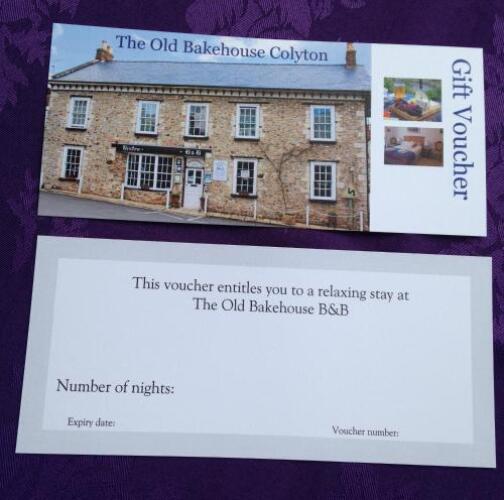 The Old Bakehouse Colyton
Gift Voucher
Bistro
B&B
This voucher entitles you to a relaxing stay at
The Old Bakehouse B&B
Number of nights:
Expiry date:
Voucher number: